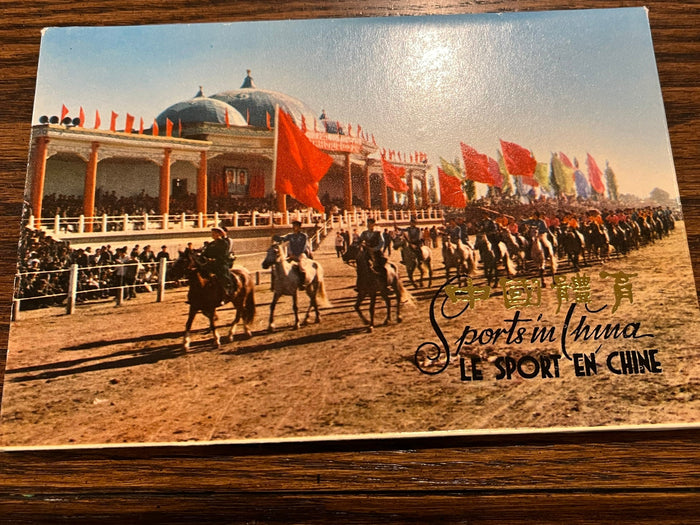 中國體育
Sports in China
LE SPORT EN CHINE